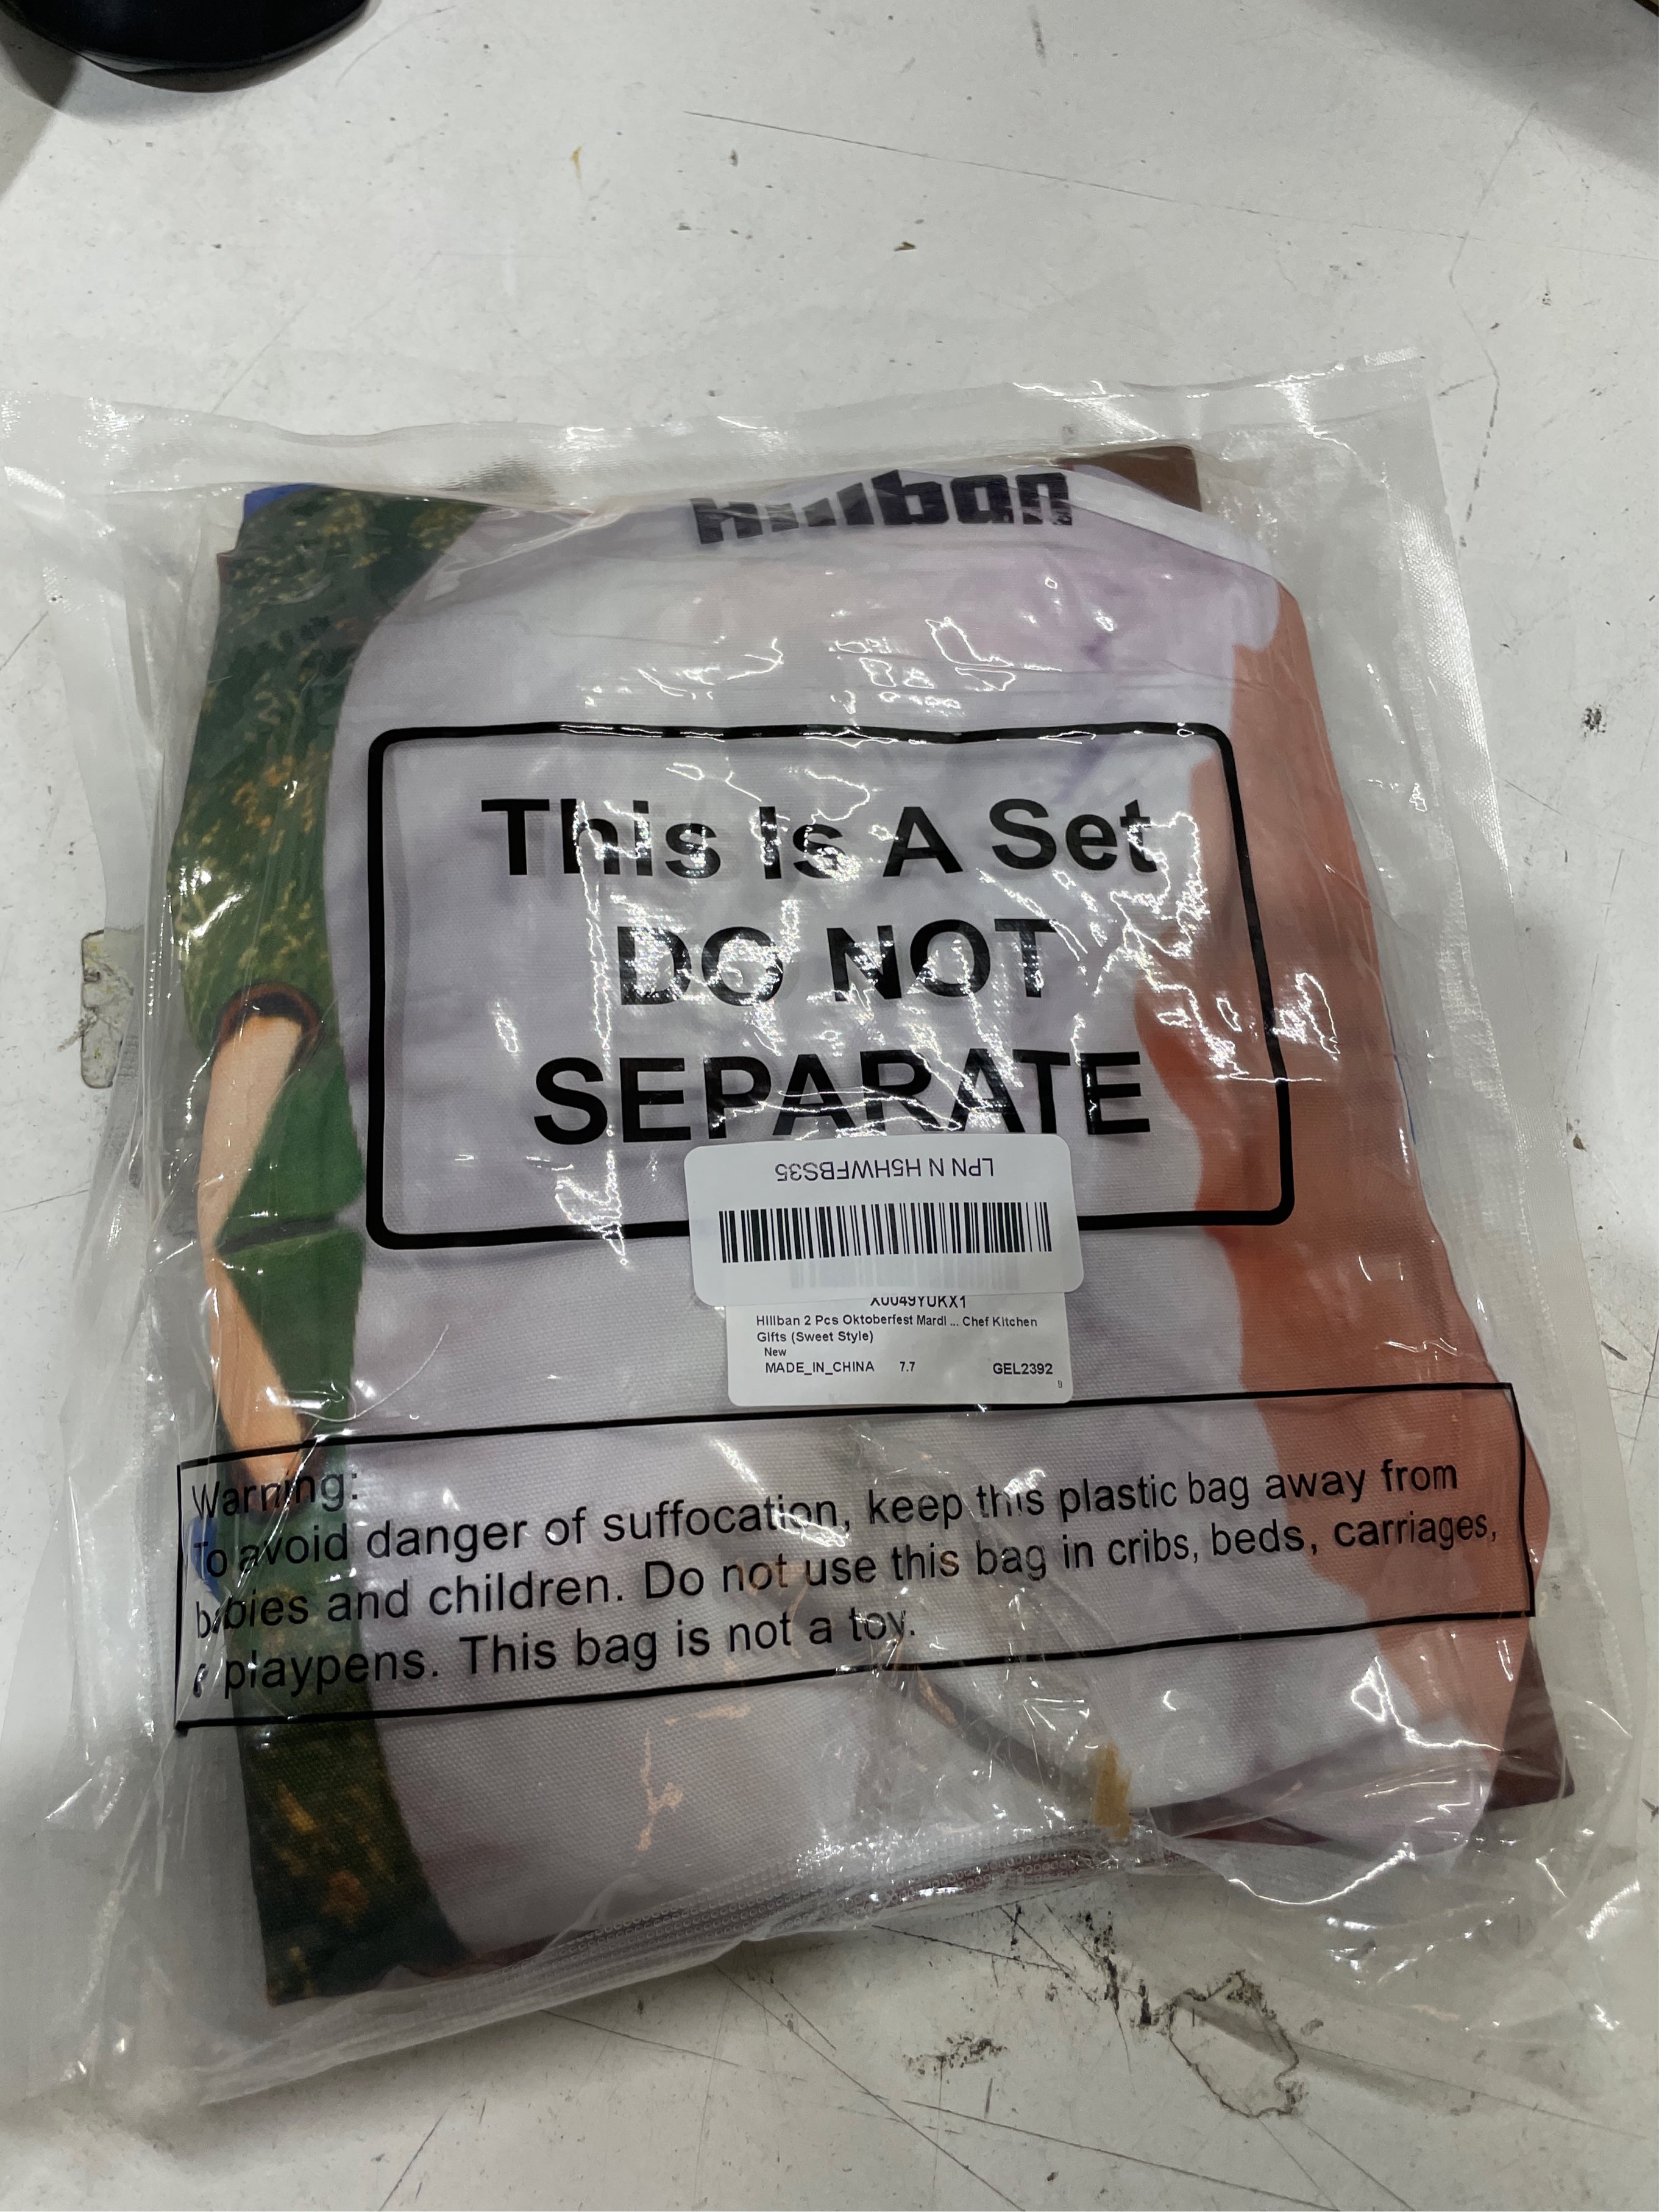 hillban
This Is A Set
DO NOT
SEPARATE
LPN N H5HWFBS35
X0049YUKX1
Hillban 2 Pcs Oktoberfest Mardi ... Chef Kitchen
Gifts (Sweet Style)
New
MADE_IN_CHINA 7.7 GEL2392
9
Warning:
To avoid danger of suffocation, keep this plastic bag away from
babies and children. Do not use this bag in cribs, beds, carriages,
playpens. This bag is not a toy.